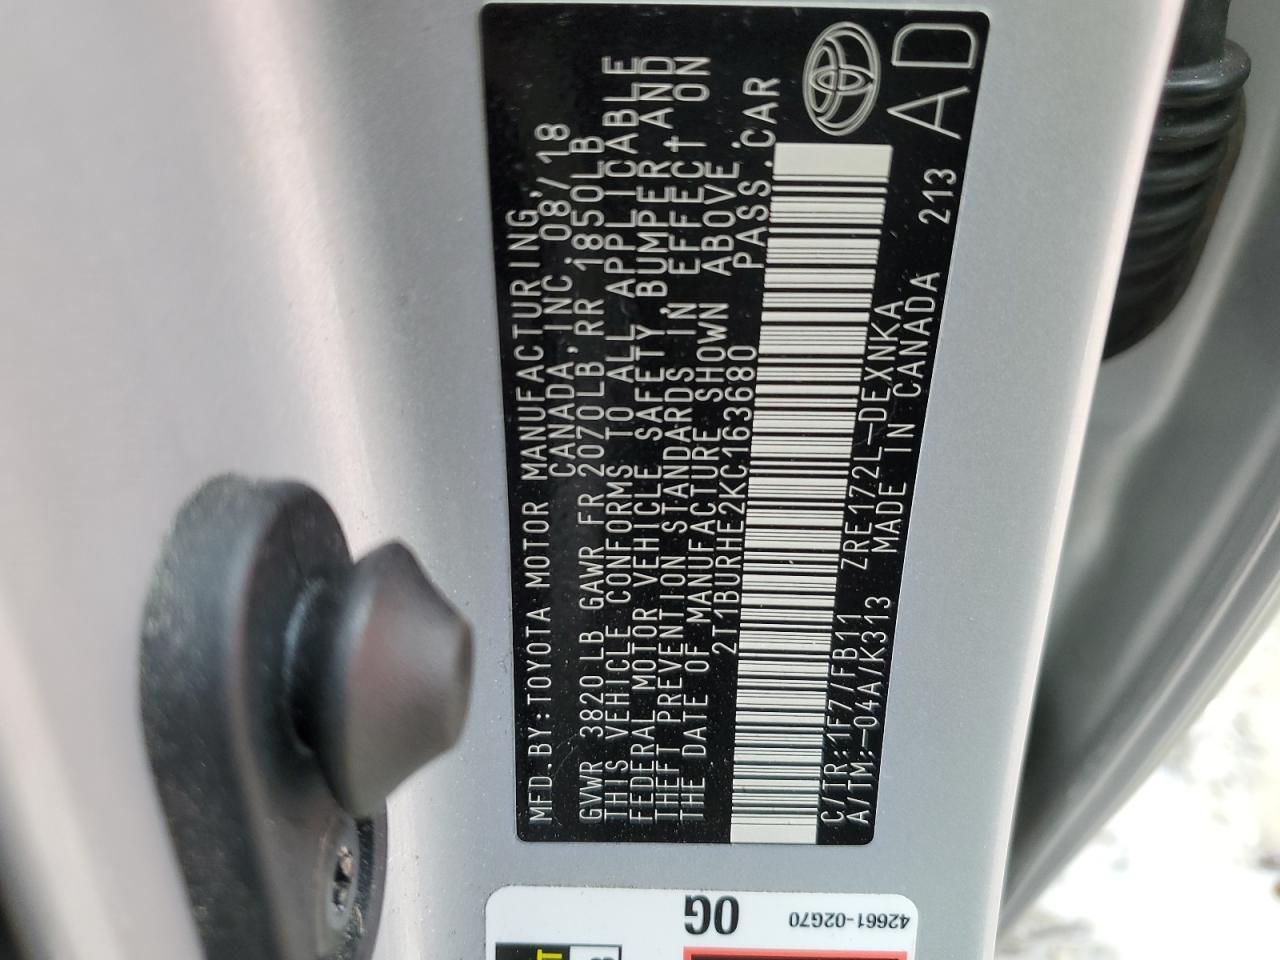 MFD.BY:TOYOTA MOTOR MANUFACTURING,
CANADA,INC. 08/18
GVWR 3820LB GAWR FR 2070LB,RR 1850LB
THIS VEHICLE CONFORMS TO ALL APPLICABLE
FEDERAL MOTOR VEHICLE SAFETY,BUMPER,AND
THEFT PREVENTION STANDARDS IN EFFECT ON
THE DATE OF MANUFACTURE SHOWN ABOVE.
2T1BURHE2KC163680 PASS.CAR
C/TR:1F7/FB11 ZRE172L-DEXNKA
A/TM:-04A/K313 MADE IN CANADA 213
AD
0G
42661-02G70